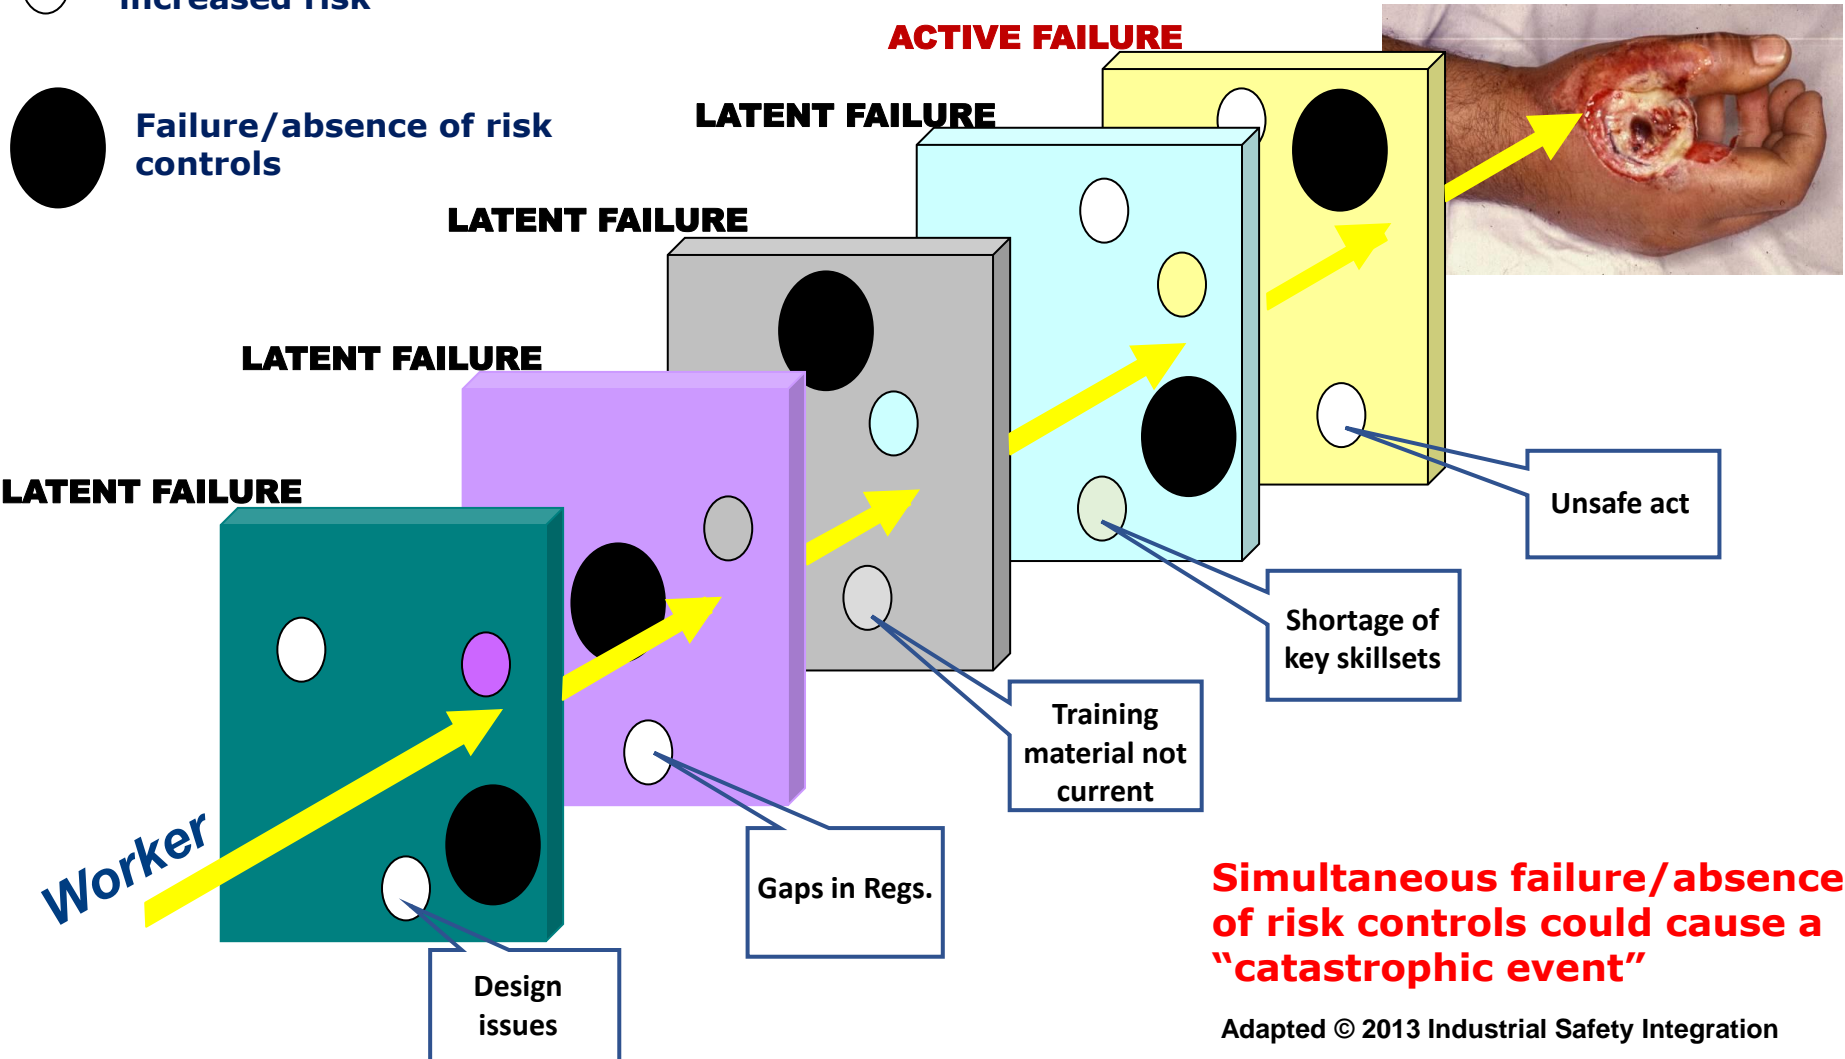 increased risk
ACTIVE FAILURE
LATENT FAILURE
Failure/absence of risk
controls
LATENT FAILURE
LATENT FAILURE
LATENT FAILURE
Unsafe act
Shortage of
key skillsets
Training
material not
current
Worker
Gaps in Regs.
Design
issues
Simultaneous failure/absence
of risk controls could cause a
“catastrophic event”
Adapted © 2013 Industrial Safety Integration